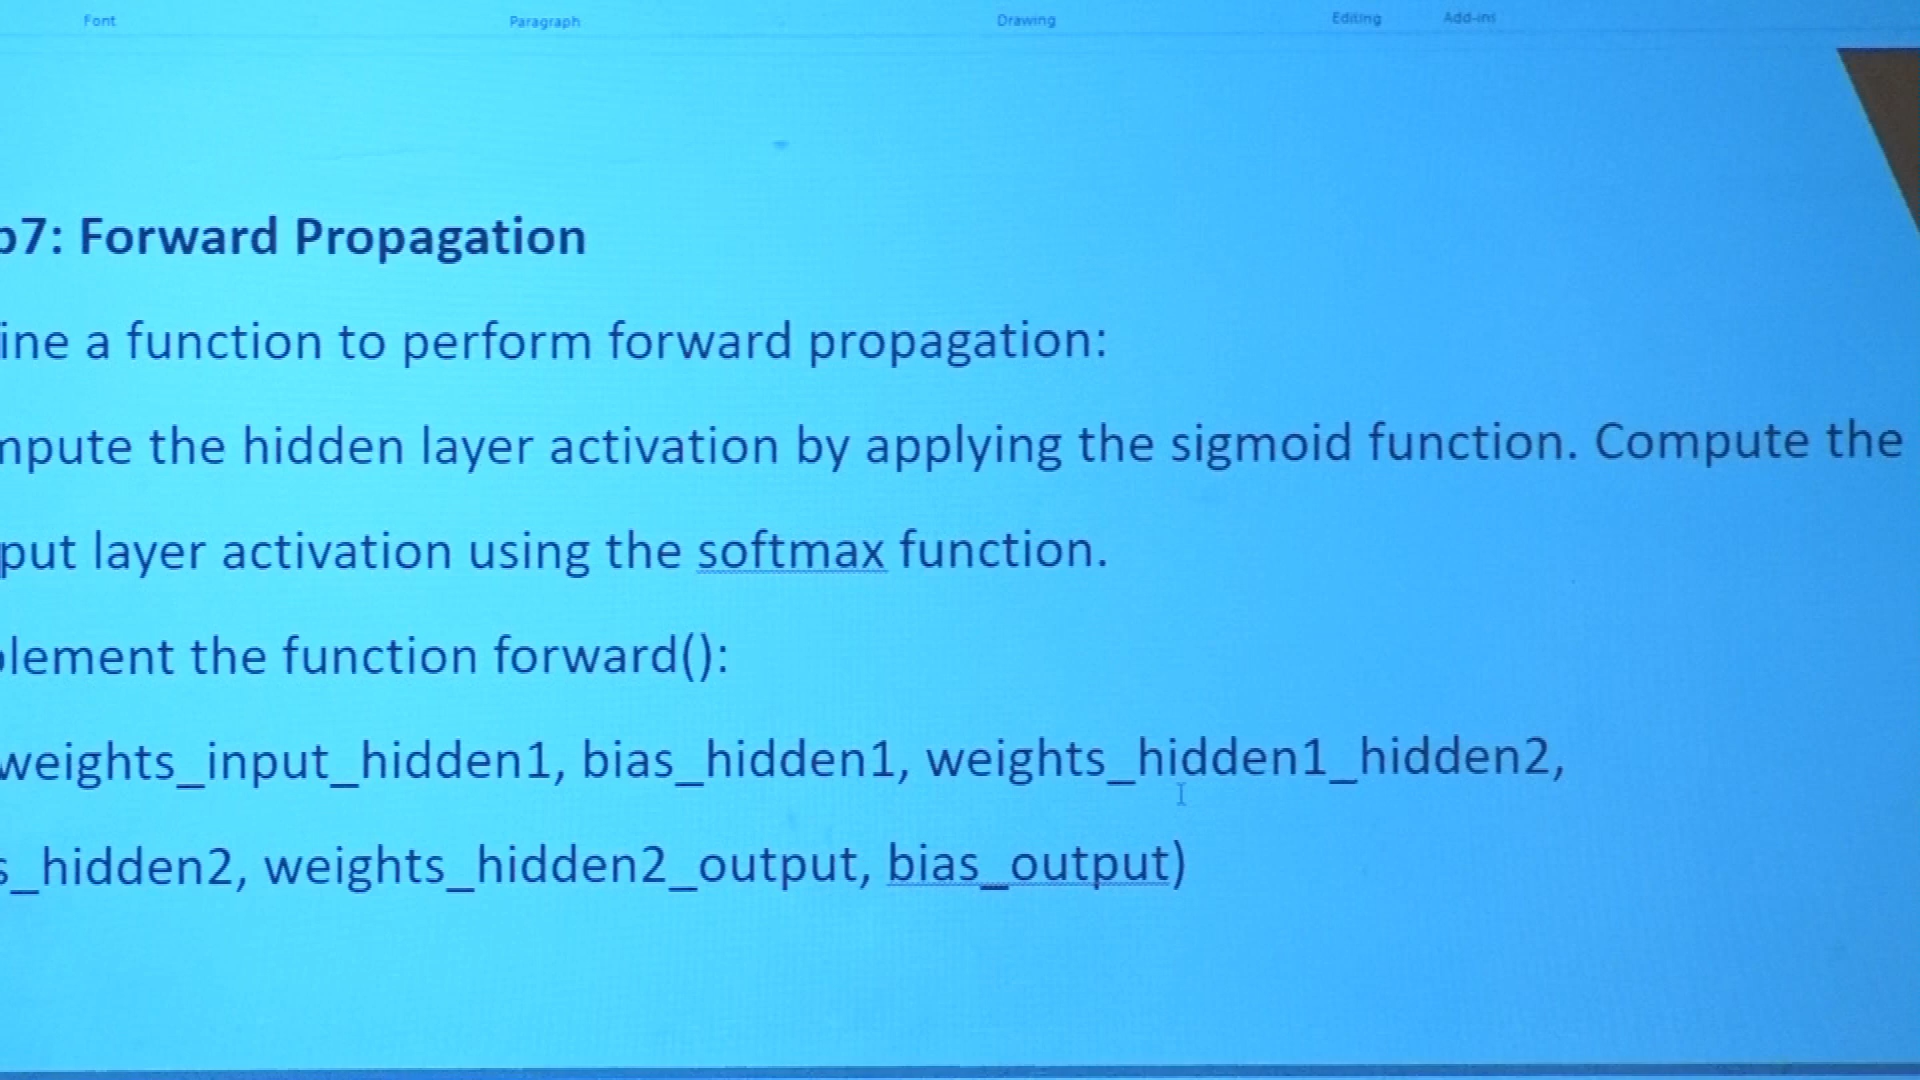 Font Paragraph Drawing Editing Add-ins
p7: Forward Propagation
ine a function to perform forward propagation:
mpute the hidden layer activation by applying the sigmoid function. Compute the
put layer activation using the softmax function.
plement the function forward():
weights_input_hidden1, bias_hidden1, weights_hidden1_hidden2,
s_hidden2, weights_hidden2_output, bias_output)